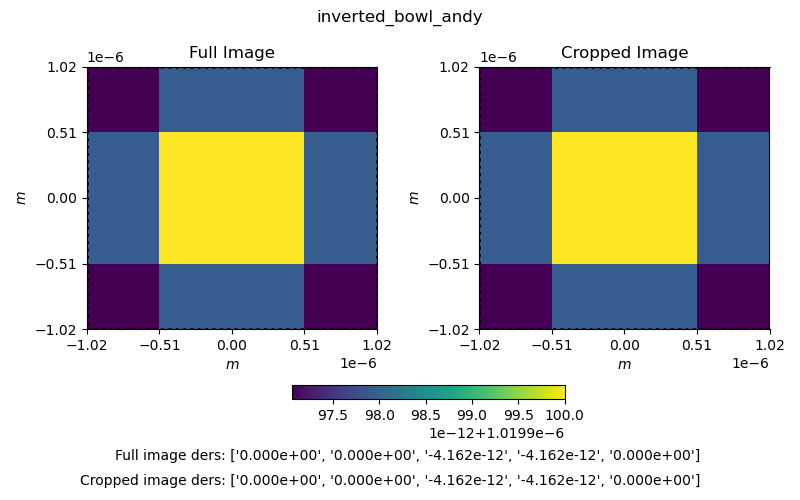 inverted_bowl_andy
Full Image
Cropped Image
1e−6
1e−6
1.02
0.51
0.00
−0.51
−1.02
m
−1.02 −0.51 0.00 0.51 1.02
m
1e−6
1.02
0.51
0.00
−0.51
−1.02
m
−1.02 −0.51 0.00 0.51 1.02
m
1e−6
97.5 98.0 98.5 99.0 99.5 100.0
1e−12+1.0199e−6
Full image ders: ['0.000e+00', '0.000e+00', '-4.162e-12', '-4.162e-12', '0.000e+00']
Cropped image ders: ['0.000e+00', '0.000e+00', '-4.162e-12', '-4.162e-12', '0.000e+00']